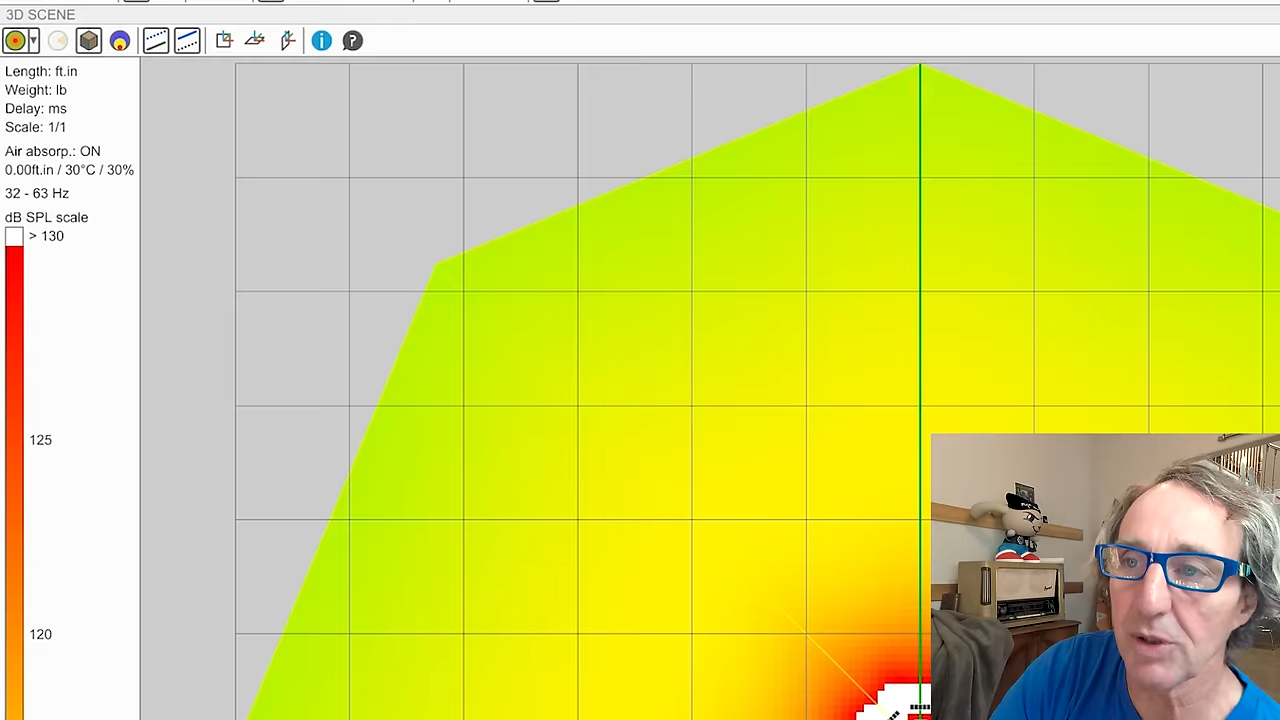 3D SCENE
Length: ft.in
Weight: lb
Delay: ms
Scale: 1/1
Air absorp.: ON
0.00ft.in / 30°C / 30%
32 - 63 Hz
dB SPL scale
> 130
125
120